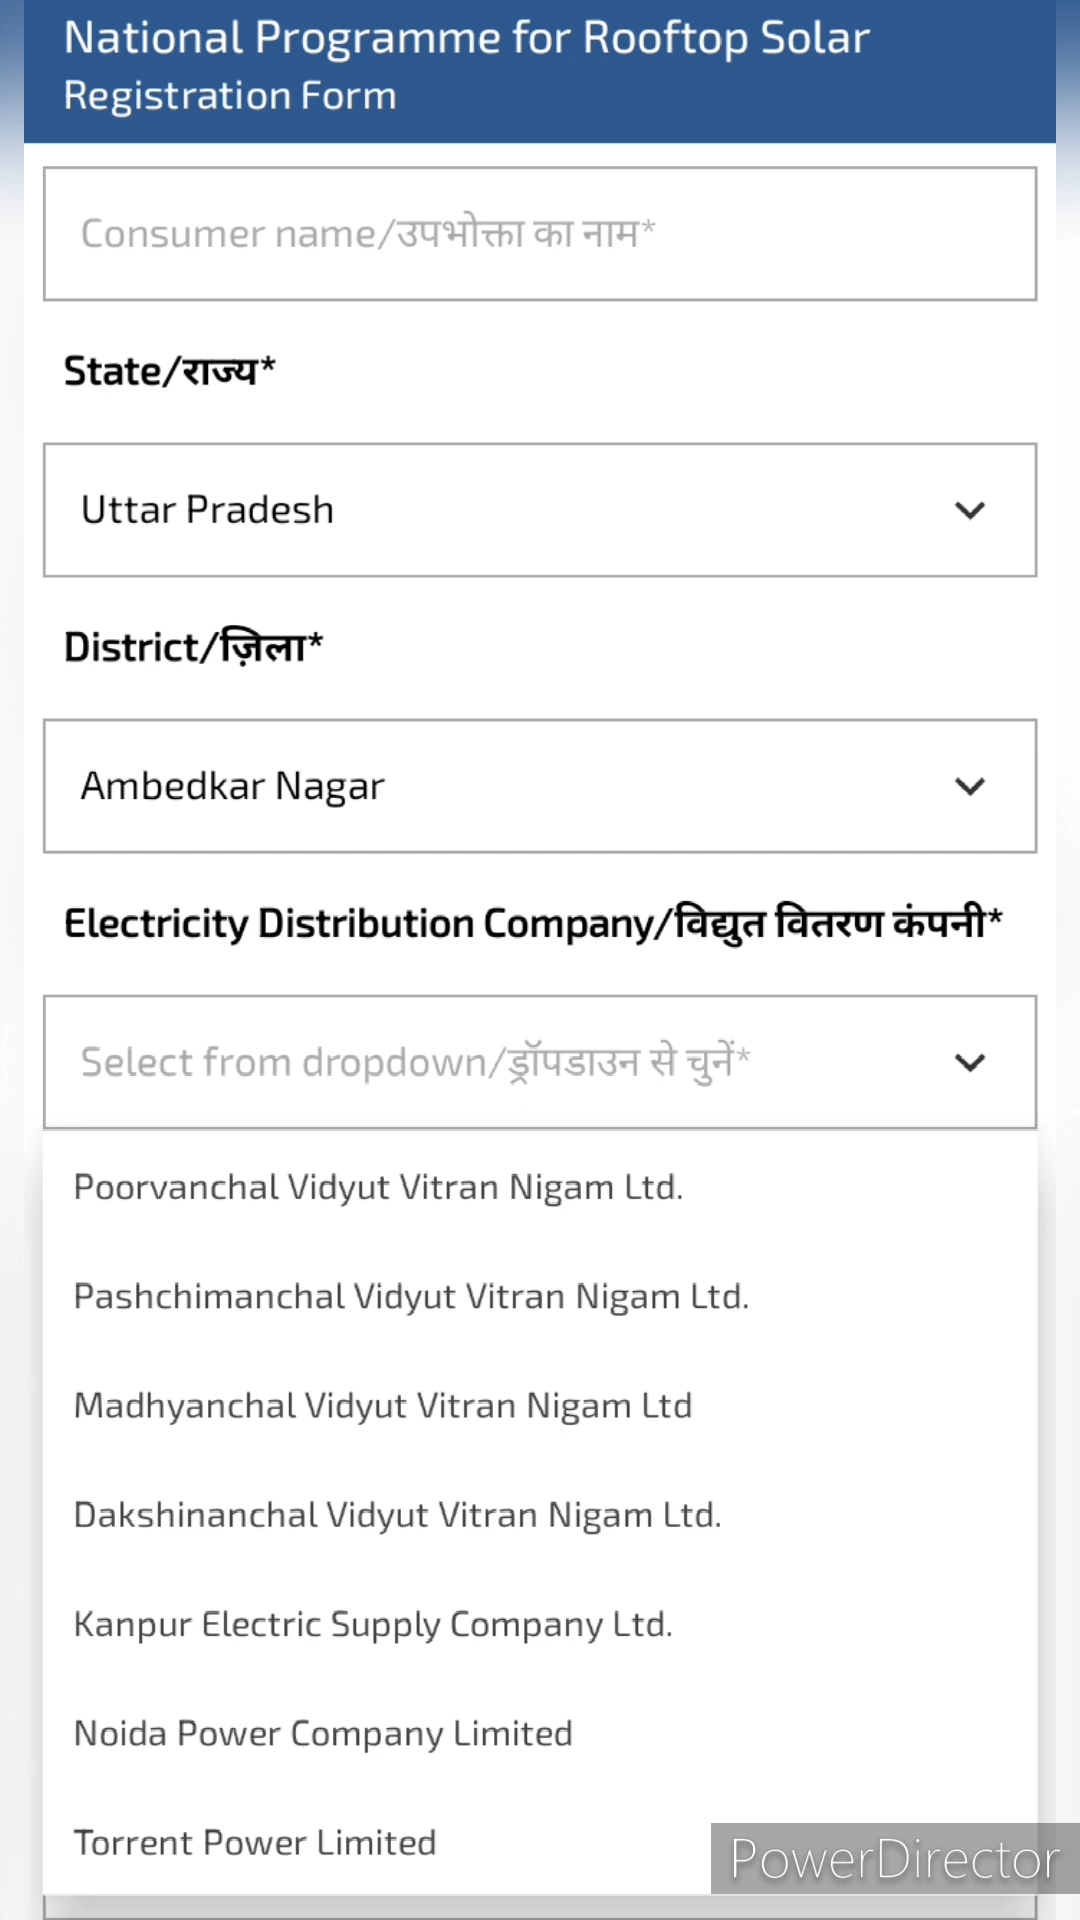 National Programme for Rooftop Solar
Registration Form
Consumer name/उपभोक्ता का नाम*
State/राज्य*
Uttar Pradesh
District/ज़िला*
Ambedkar Nagar
Electricity Distribution Company/विद्युत वितरण कंपनी*
Select from dropdown/ड्रॉपडाउन से चुनें*
Poorvanchal Vidyut Vitran Nigam Ltd.
Pashchimanchal Vidyut Vitran Nigam Ltd.
Madhyanchal Vidyut Vitran Nigam Ltd
Dakshinanchal Vidyut Vitran Nigam Ltd.
Kanpur Electric Supply Company Ltd.
Noida Power Company Limited
Torrent Power Limited
PowerDirector